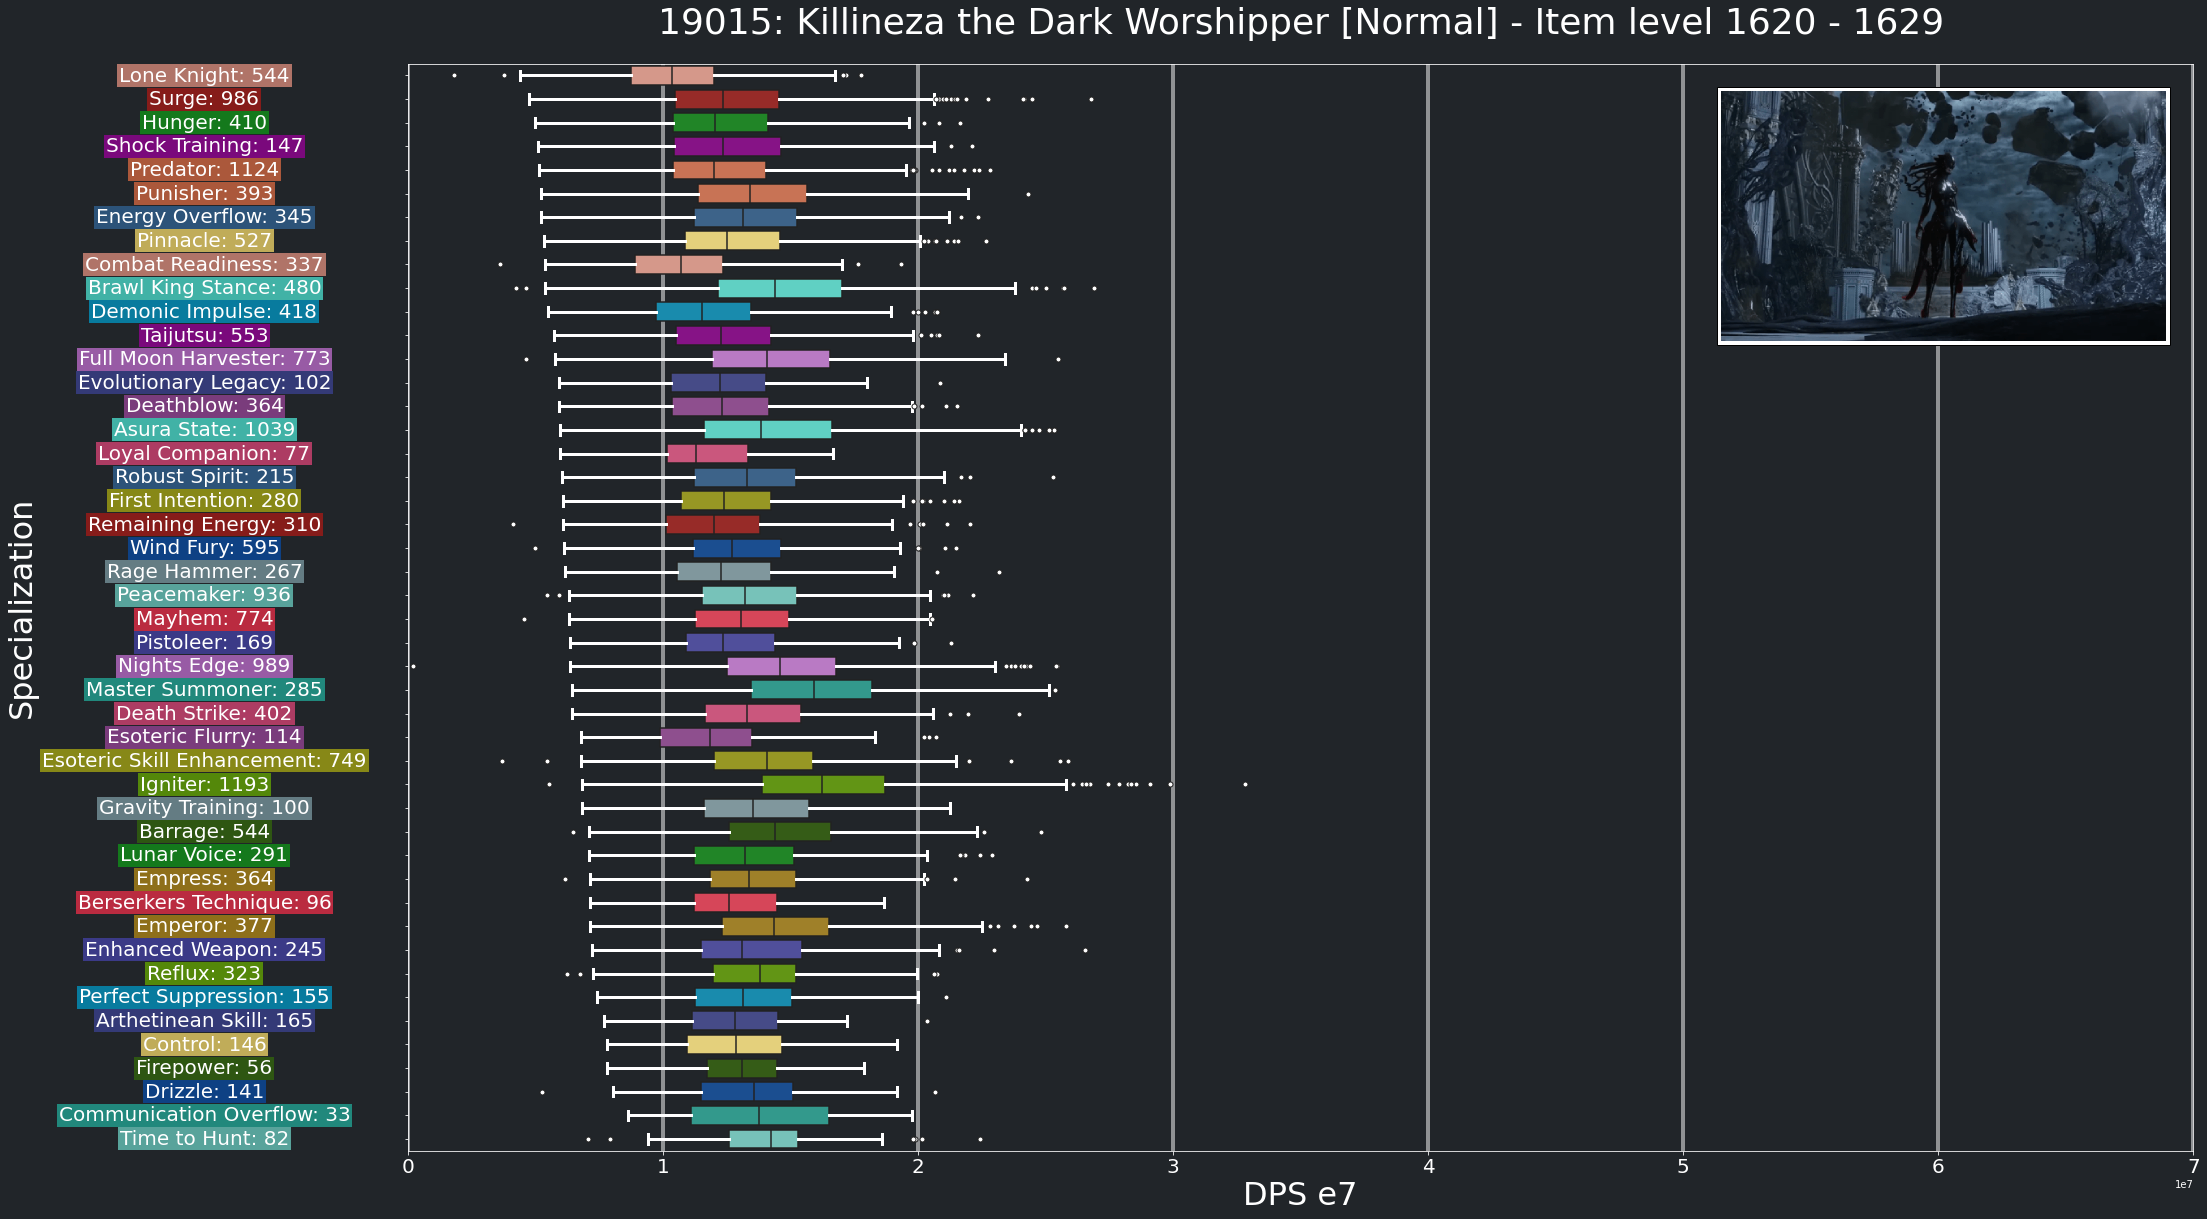 19015: Killineza the Dark Worshipper [Normal] - Item level 1620 - 1629
Specialization
Lone Knight: 544
Surge: 986
Hunger: 410
Shock Training: 147
Predator: 1124
Punisher: 393
Energy Overflow: 345
Pinnacle: 527
Combat Readiness: 337
Brawl King Stance: 480
Demonic Impulse: 418
Taijutsu: 553
Full Moon Harvester: 773
Evolutionary Legacy: 102
Deathblow: 364
Asura State: 1039
Loyal Companion: 77
Robust Spirit: 215
First Intention: 280
Remaining Energy: 310
Wind Fury: 595
Rage Hammer: 267
Peacemaker: 936
Mayhem: 774
Pistoleer: 169
Nights Edge: 989
Master Summoner: 285
Death Strike: 402
Esoteric Flurry: 114
Esoteric Skill Enhancement: 749
Igniter: 1193
Gravity Training: 100
Barrage: 544
Lunar Voice: 291
Empress: 364
Berserkers Technique: 96
Emperor: 377
Enhanced Weapon: 245
Reflux: 323
Perfect Suppression: 155
Arthetinean Skill: 165
Control: 146
Firepower: 56
Drizzle: 141
Communication Overflow: 33
Time to Hunt: 82
0 1 2 3 4 5 6 7
1e7
DPS e7